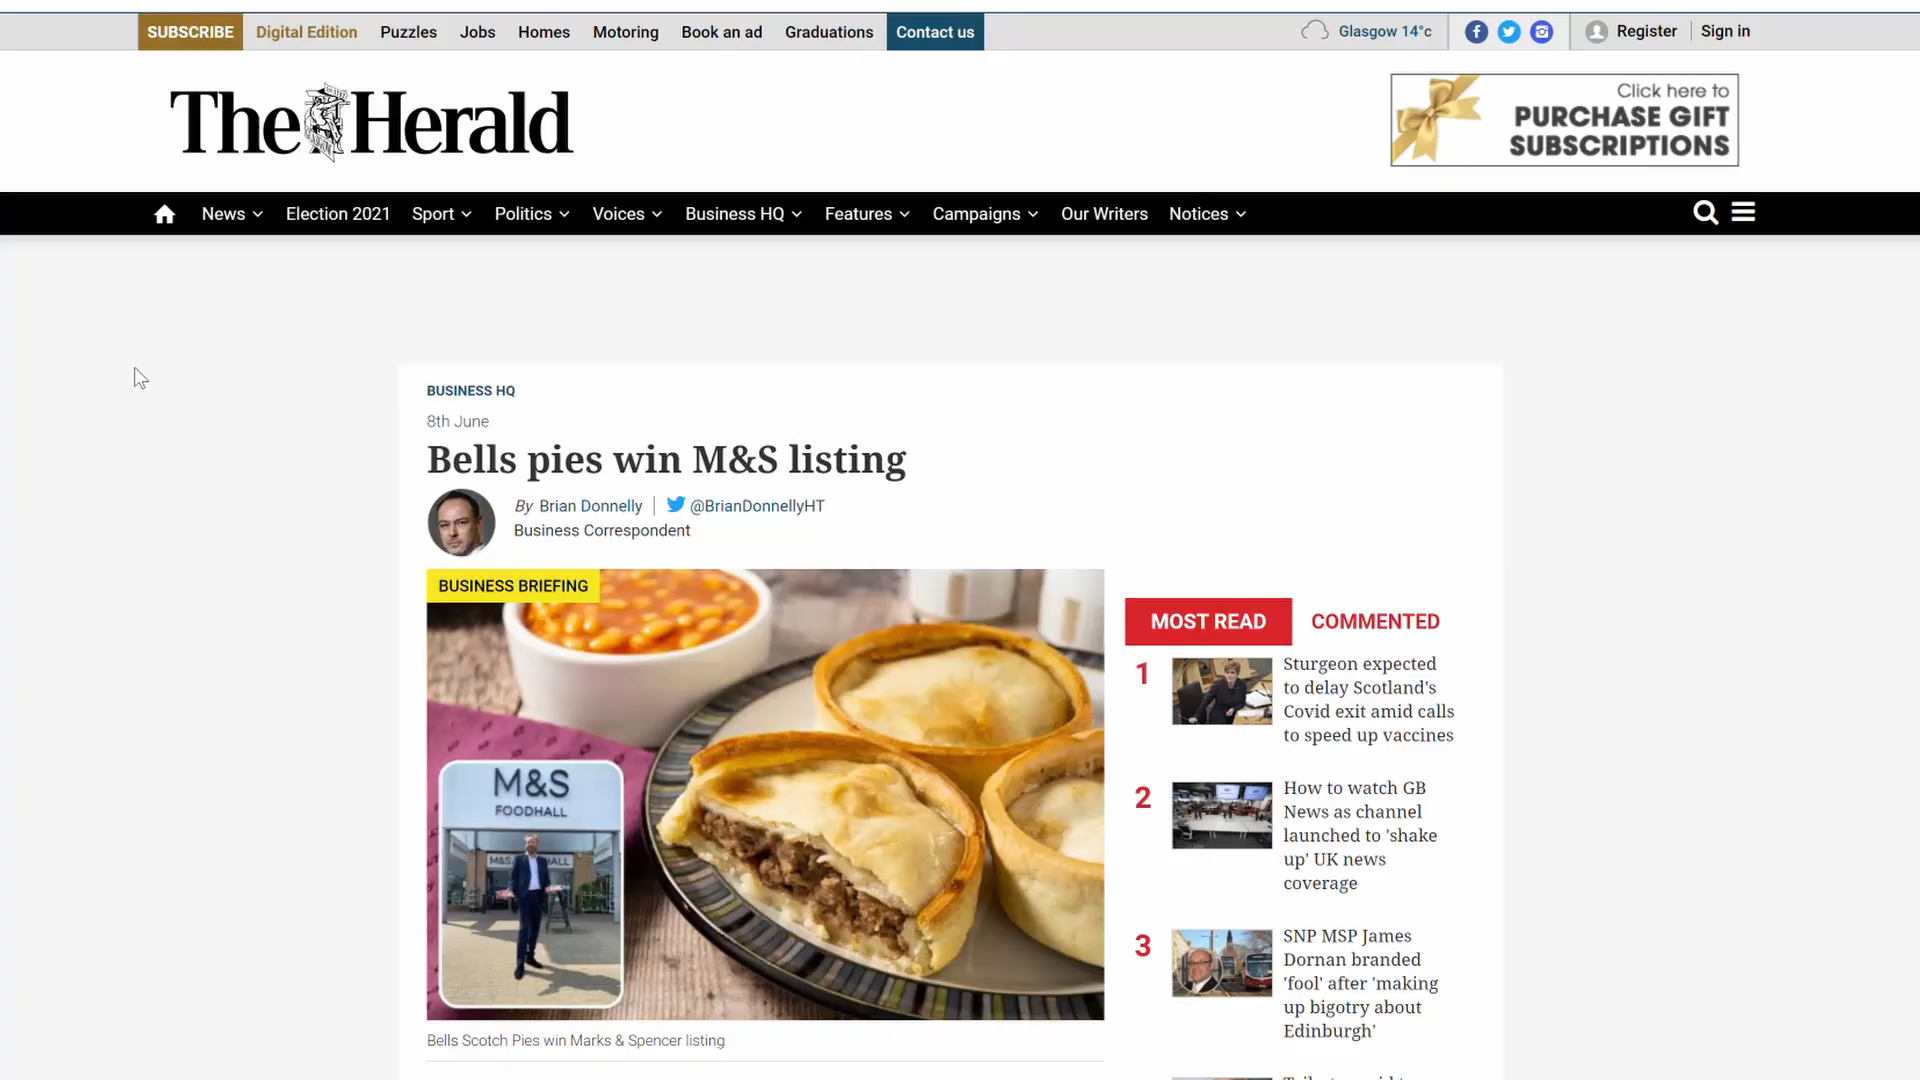 SUBSCRIBE Digital Edition Puzzles Jobs Homes Motoring Book an ad Graduations Contact us Glasgow 14°c Register Sign in
The Herald
Click here to
PURCHASE GIFT
SUBSCRIPTIONS
News Election 2021 Sport Politics Voices Business HQ Features Campaigns Our Writers Notices
BUSINESS HQ
8th June
Bells pies win M&S listing
By Brian Donnelly @BrianDonnellyHT
Business Correspondent
BUSINESS BRIEFING
M&S
FOODHALL
MOST READ COMMENTED
1 Sturgeon expected
to delay Scotland's
Covid exit amid calls
to speed up vaccines
2 How to watch GB
News as channel
launched to 'shake
up' UK news
coverage
3 SNP MSP James
Dornan branded
'fool' after 'making
up bigotry about
Edinburgh'
Bells Scotch Pies win Marks & Spencer listing